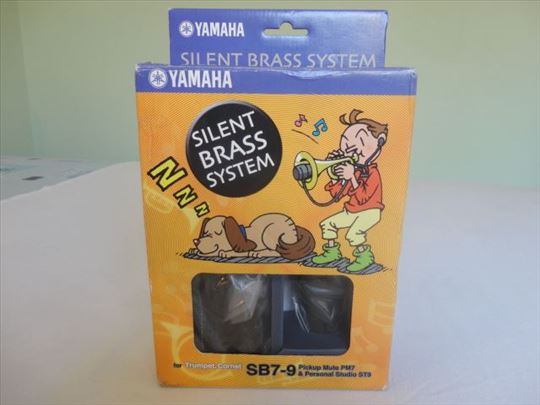 YAMAHA
SILENT BRASS SYSTEM
YAMAHA
SILENT
BRASS
SYSTEM
N N N N
for Trumpet, Cornet SB7-9 Pickup Mute PM7
& Personal Studio ST9